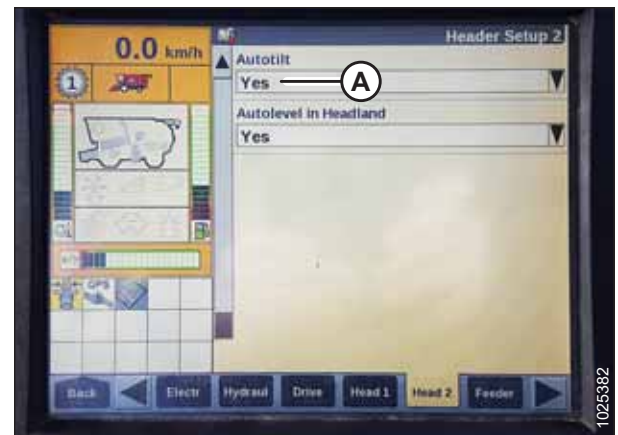 Header Setup 2
0.0 km/h
Autotilt
1
Yes
A
Autolevel in Headland
Yes
GPS
Back
Electr
Hydraul
Drive
Head 1
Head 2
Feeder
1025382